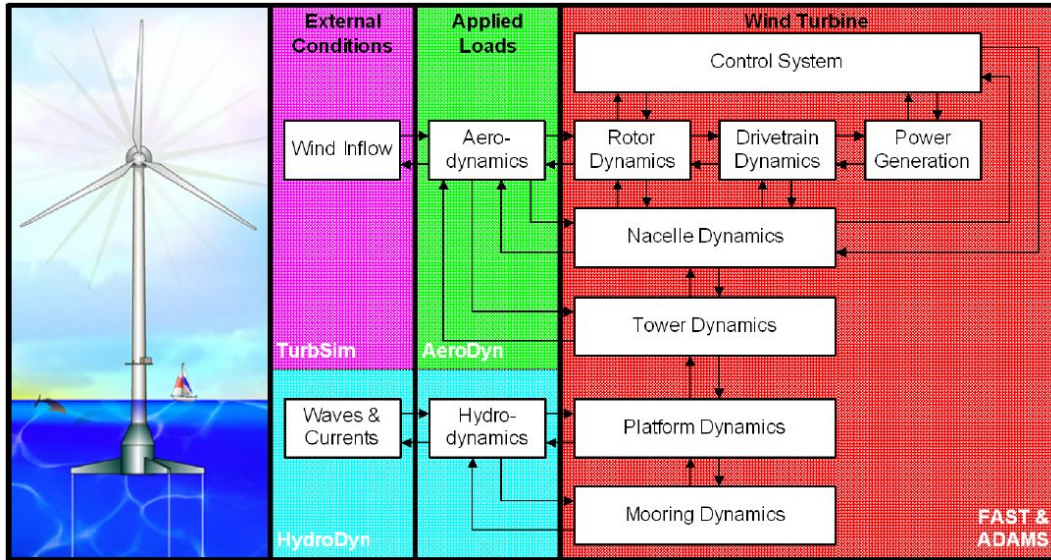 External
Conditions
Applied
Loads
Wind Turbine
Control System
Wind Inflow
Aero-
dynamics
Rotor
Dynamics
Drivetrain
Dynamics
Power
Generation
Nacelle Dynamics
Tower Dynamics
TurbSim
AeroDyn
Waves &
Currents
Hydro-
dynamics
Platform Dynamics
Mooring Dynamics
HydroDyn
FAST &
ADAMS